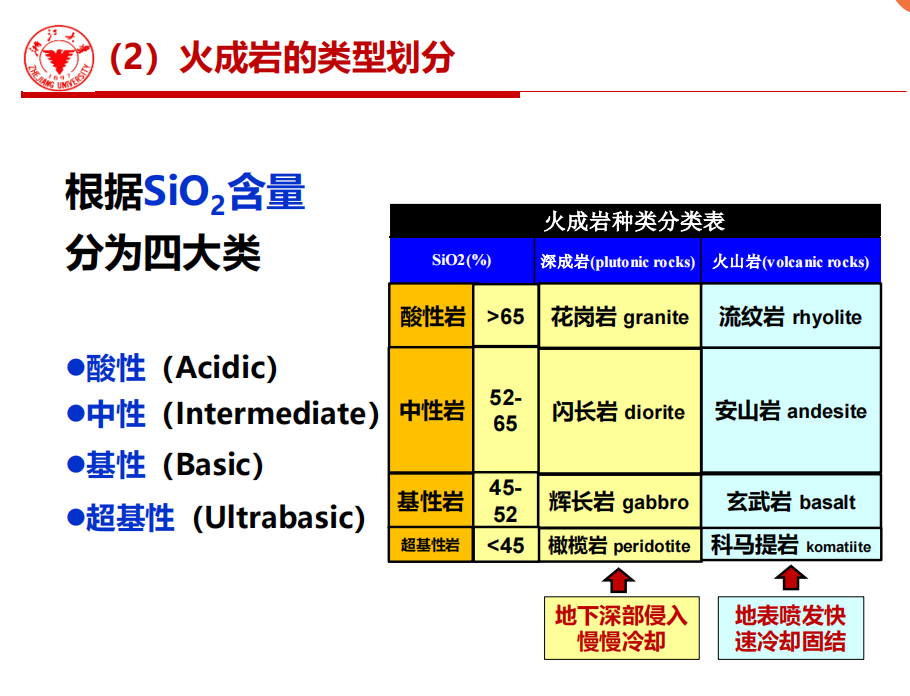 浙江大学
1897
ZHEJIANG UNIVERSITY
（2）火成岩的类型划分
根据SiO₂含量
分为四大类
●酸性（Acidic）
●中性（Intermediate）
●基性（Basic）
●超基性（Ultrabasic）
火成岩种类分类表
SiO2(%) 深成岩(plutonic rocks) 火山岩(volcanic rocks)
酸性岩 >65 花岗岩 granite 流纹岩 rhyolite
中性岩 52-
65 闪长岩 diorite 安山岩 andesite
基性岩 45-
52 辉长岩 gabbro 玄武岩 basalt
超基性岩 <45 橄榄岩 peridotite 科马提岩 komatiite
地下深部侵入
慢慢冷却
地表喷发快
速冷却固结